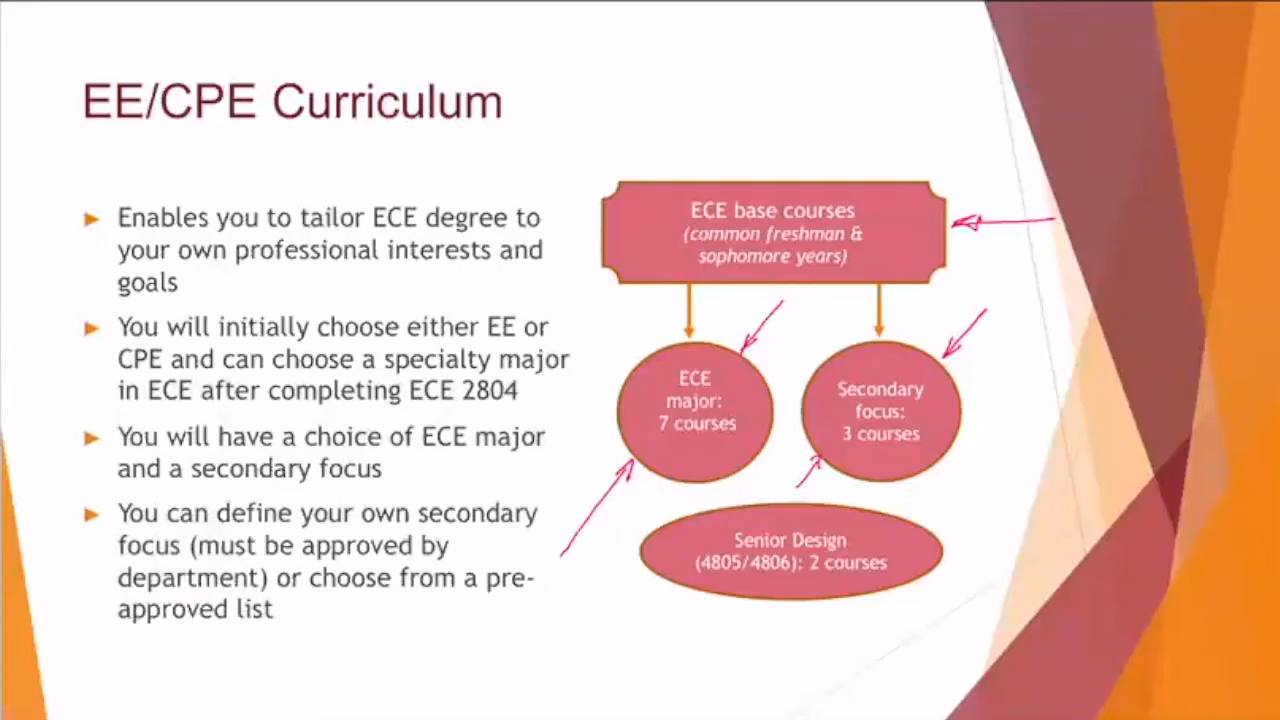 EE/CPE Curriculum
Enables you to tailor ECE degree to
your own professional interests and
goals
You will initially choose either EE or
CPE and can choose a specialty major
in ECE after completing ECE 2804
You will have a choice of ECE major
and a secondary focus
You can define your own secondary
focus (must be approved by
department) or choose from a pre-
approved list
ECE base courses
(common freshman &
sophomore years)
ECE
major:
7 courses
Secondary
focus:
3 courses
Senior Design
(4805/4806): 2 courses